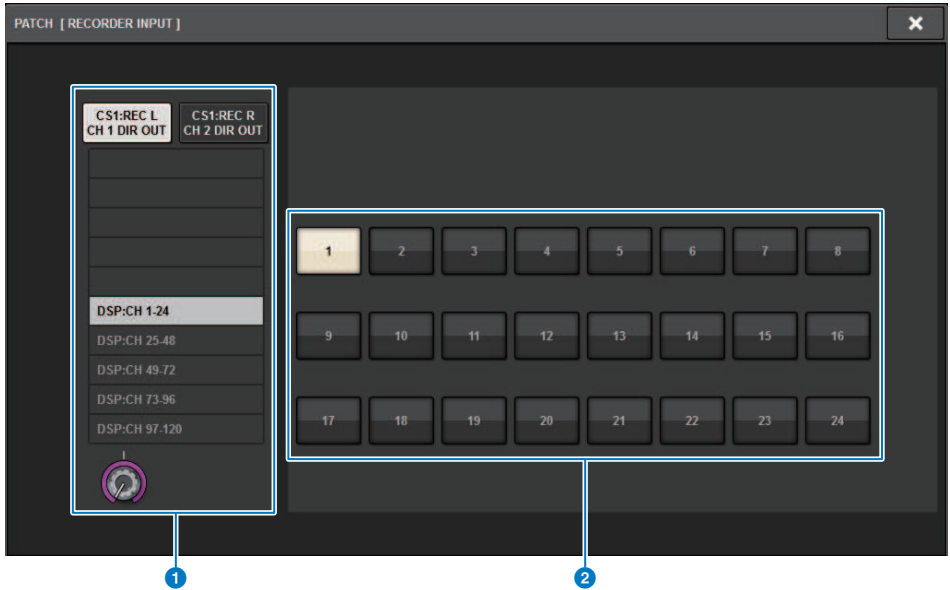 PATCH [ RECORDER INPUT ]
CS1:REC L
CH 1 DIR OUT
CS1:REC R
CH 2 DIR OUT
DSP:CH 1-24
DSP:CH 25-48
DSP:CH 49-72
DSP:CH 73-96
DSP:CH 97-120
1 2 3 4 5 6 7 8
9 10 11 12 13 14 15 16
17 18 19 20 21 22 23 24
1 2